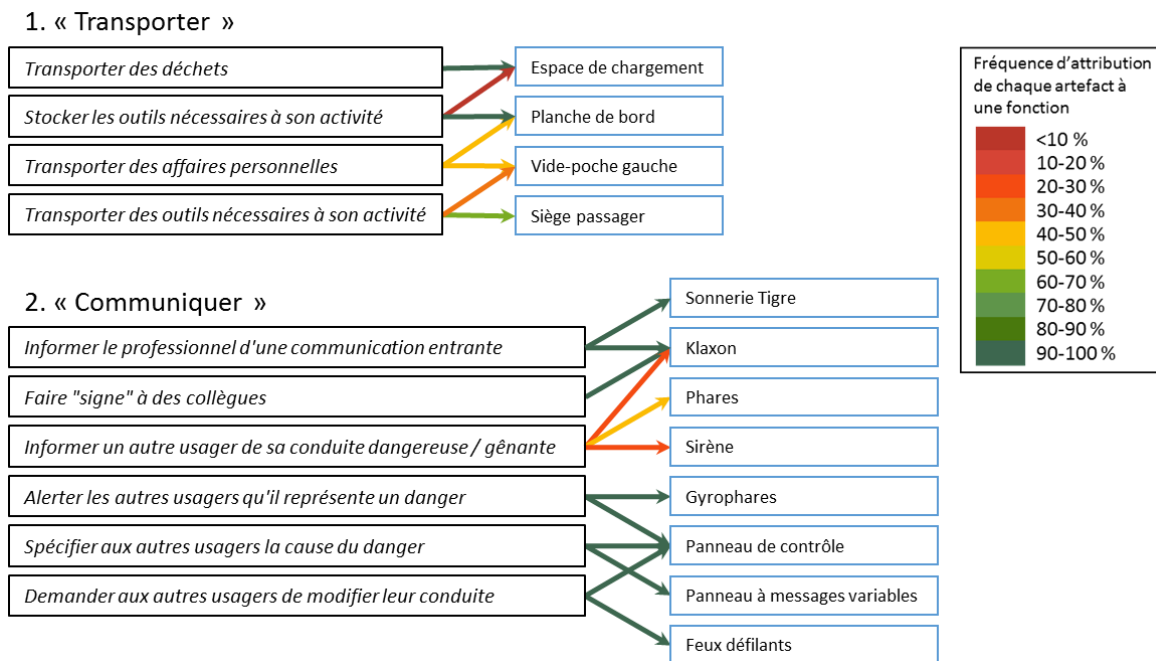 1. « Transporter »
Transporter des déchets
Espace de chargement
Stocker les outils nécessaires à son activité
Planche de bord
Transporter des affaires personnelles
Vide-poche gauche
Transporter des outils nécessaires à son activité
Siège passager
Fréquence d'attribution
de chaque artefact à
une fonction
<10 %
10-20 %
20-30 %
30-40 %
40-50 %
50-60 %
60-70 %
70-80 %
80-90 %
90-100 %
2. « Communiquer »
Sonnerie Tigre
Informer le professionnel d'une communication entrante
Klaxon
Faire "signe" à des collègues
Phares
Informer un autre usager de sa conduite dangereuse / gênante
Sirène
Alerter les autres usagers qu'il représente un danger
Gyrophares
Spécifier aux autres usagers la cause du danger
Panneau de contrôle
Demander aux autres usagers de modifier leur conduite
Panneau à messages variables
Feux défilants